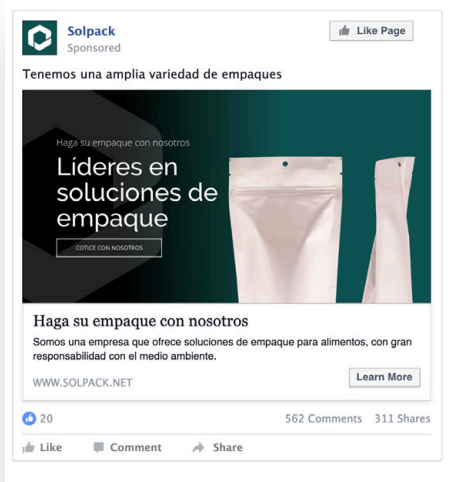 Solpack
Sponsored
Like Page
Tenemos una amplia variedad de empaques
Haga su empaque con nosotros
Líderes en
soluciones de
empaque
COTICE CON NOSOTROS
Haga su empaque con nosotros
Somos una empresa que ofrece soluciones de empaque para alimentos, con gran
responsabilidad con el medio ambiente.
WWW.SOLPACK.NET
Learn More
20
562 Comments 311 Shares
Like Comment Share